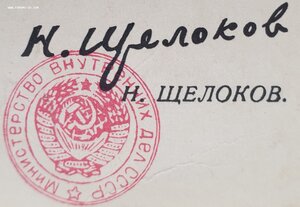 Н. Щелоков
Н. ЩЕЛОКОВ.
МИНИСТЕРСТВО ВНУТРЕННИХ ДЕЛ СССР